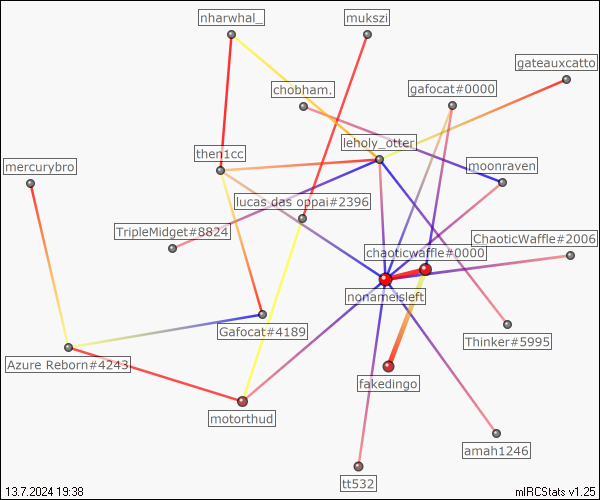 nharwhal_
mukszi
gateauxcatto
chobham.
gafocat#0000
leholy_otter
then1cc
mercurybro
moonraven
lucas das oppai#2396
TripleMidget#8824
ChaoticWaffle#2006
chaoticwaffle#0000
nonameisleft
Gafocat#4189
Thinker#5995
Azure Reborn#4243
fakedingo
motorthud
amah1246
tt532
13.7.2024 19:38
mIRCStats v1.25